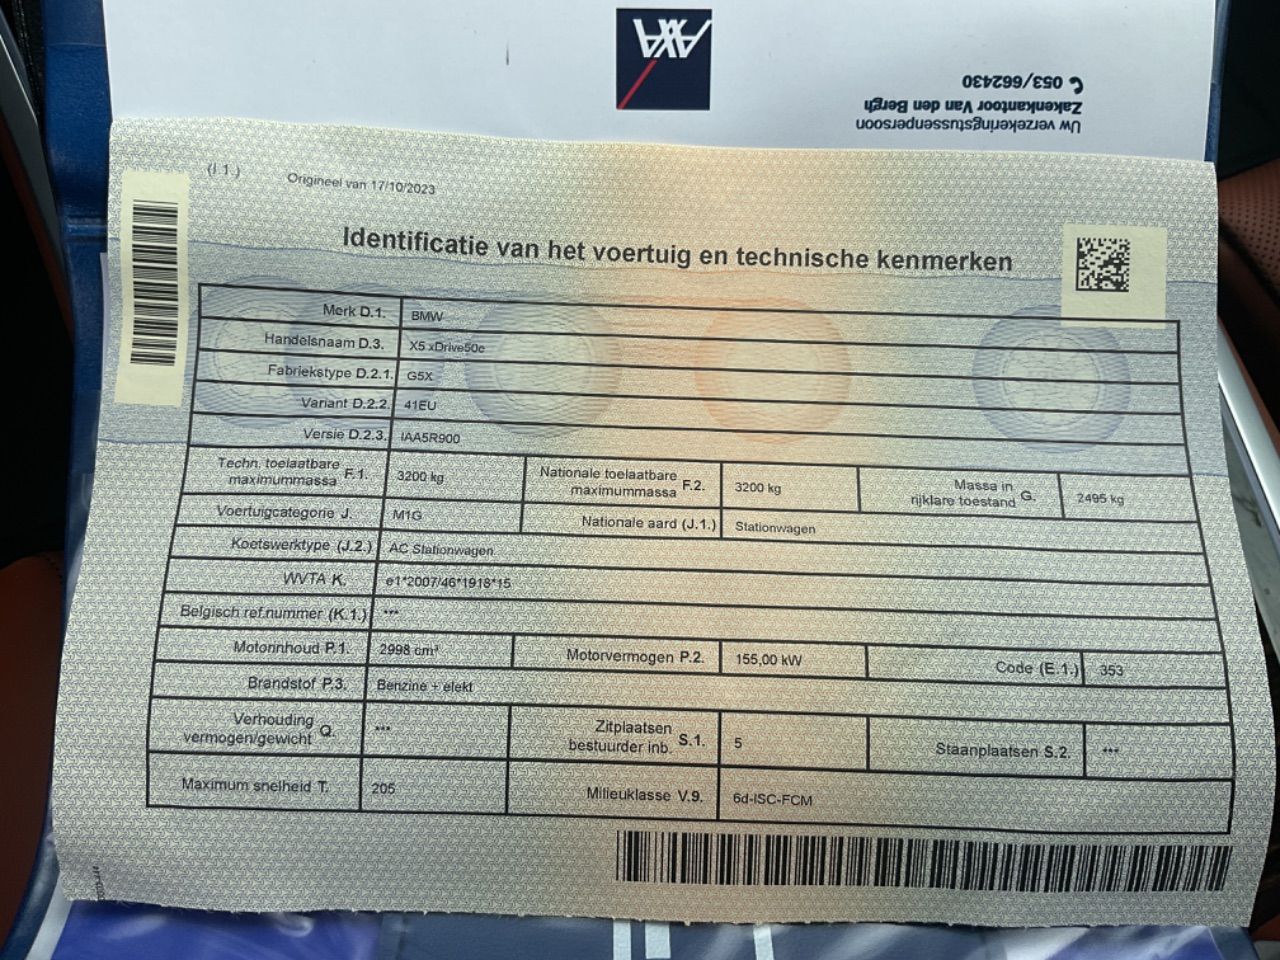 AXA
Uw verzekeringstussenpersoon
Zakenkantoor Van den Bergh
053/662430
(I.1.) Origineel van 17/10/2023
Identificatie van het voertuig en technische kenmerken
Merk D.1. BMW
Handelsnaam D.3. X5 xDrive50e
Fabriekstype D.2.1. G5X
Variant D.2.2. 41EU
Versie D.2.3. IAA5R900
Techn. toelaatbare maximummassa F.1. 3200 kg Nationale toelaatbare maximummassa F.2. 3200 kg Massa in rijklare toestand G. 2495 kg
Voertuigcategorie J. M1G Nationale aard (J.1.) Stationwagen
Koetswerktype (J.2.) AC Stationwagen
WVTA K. e1*2007/46*1918*15
Belgisch ref.nummer (K.1.) ***
Motorinhoud P.1. 2998 cm³ Motorvermogen P.2. 155,00 kW Code (E.1.) 353
Brandstof P.3. Benzine + elekt
Verhouding vermogen/gewicht Q. *** Zitplaatsen bestuurder inb. S.1. 5 Staanplaatsen S.2. ***
Maximum snelheid T. 205 Milieuklasse V.9. 6d-ISC-FCM